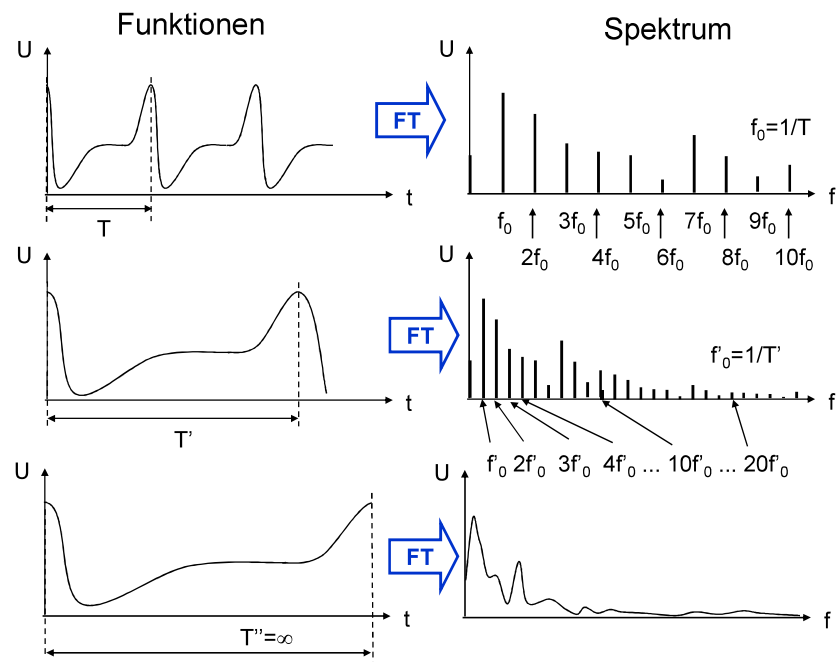 Funktionen
Spektrum
U
FT
U
f₀=1/T
t
f
T
f₀ 3f₀ 5f₀ 7f₀ 9f₀
2f₀ 4f₀ 6f₀ 8f₀ 10f₀
U
FT
U
f'₀=1/T'
t
f
T'
f'₀ 2f'₀ 3f'₀ 4f'₀ ... 10f'₀ ... 20f'₀
U
FT
U
t
f
T''=∞